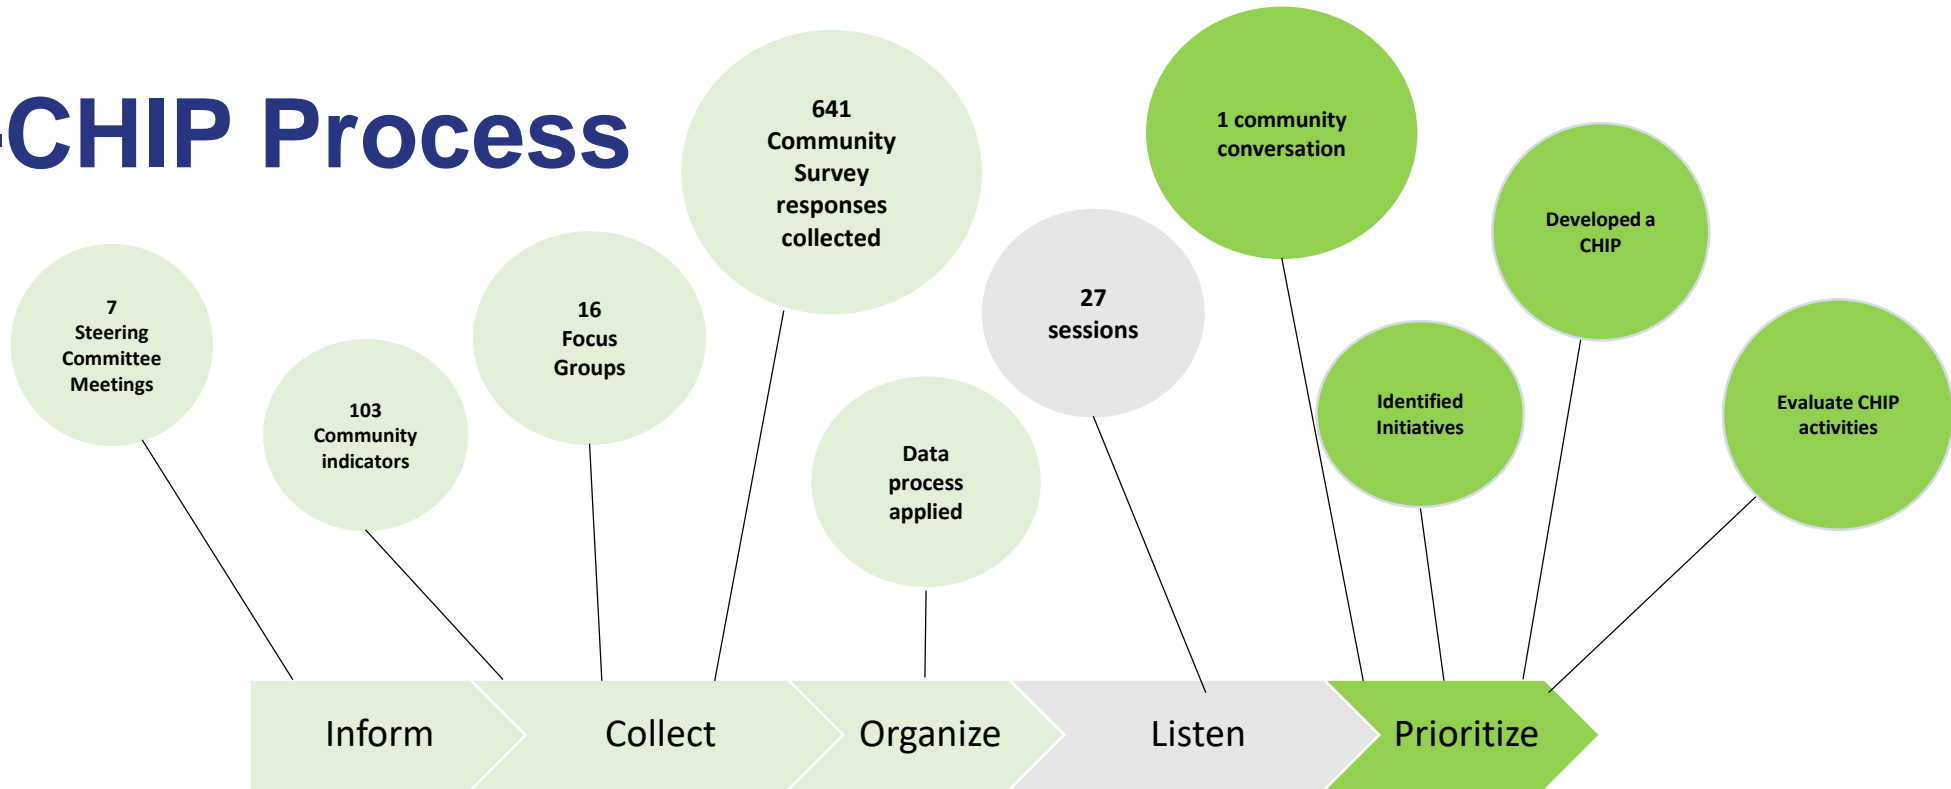 -CHIP Process
7
Steering
Committee
Meetings
103
Community
indicators
16
Focus
Groups
641
Community
Survey
responses
collected
Data
process
applied
27
sessions
1 community
conversation
Identified
Initiatives
Developed a
CHIP
Evaluate CHIP
activities
Inform
Collect
Organize
Listen
Prioritize